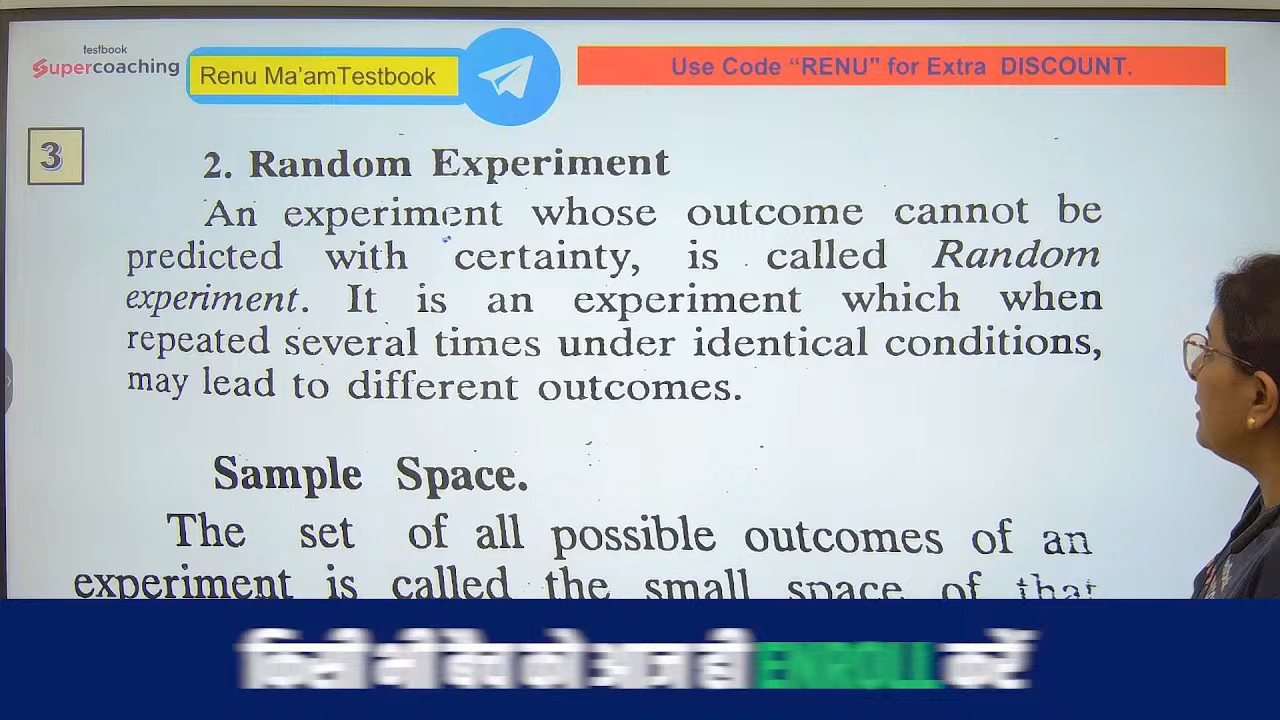 testbook
Supercoaching
Renu Ma'amTestbook
Use Code “RENU” for Extra DISCOUNT.
3
2. Random Experiment
An experiment whose outcome cannot be
predicted with certainty, is called Random
experiment. It is an experiment which when
repeated several times under identical conditions,
may lead to different outcomes.
Sample Space.
The set of all possible outcomes of an
experiment is called the small space of that
किसी भी बैच को आज ही ENROLL करें